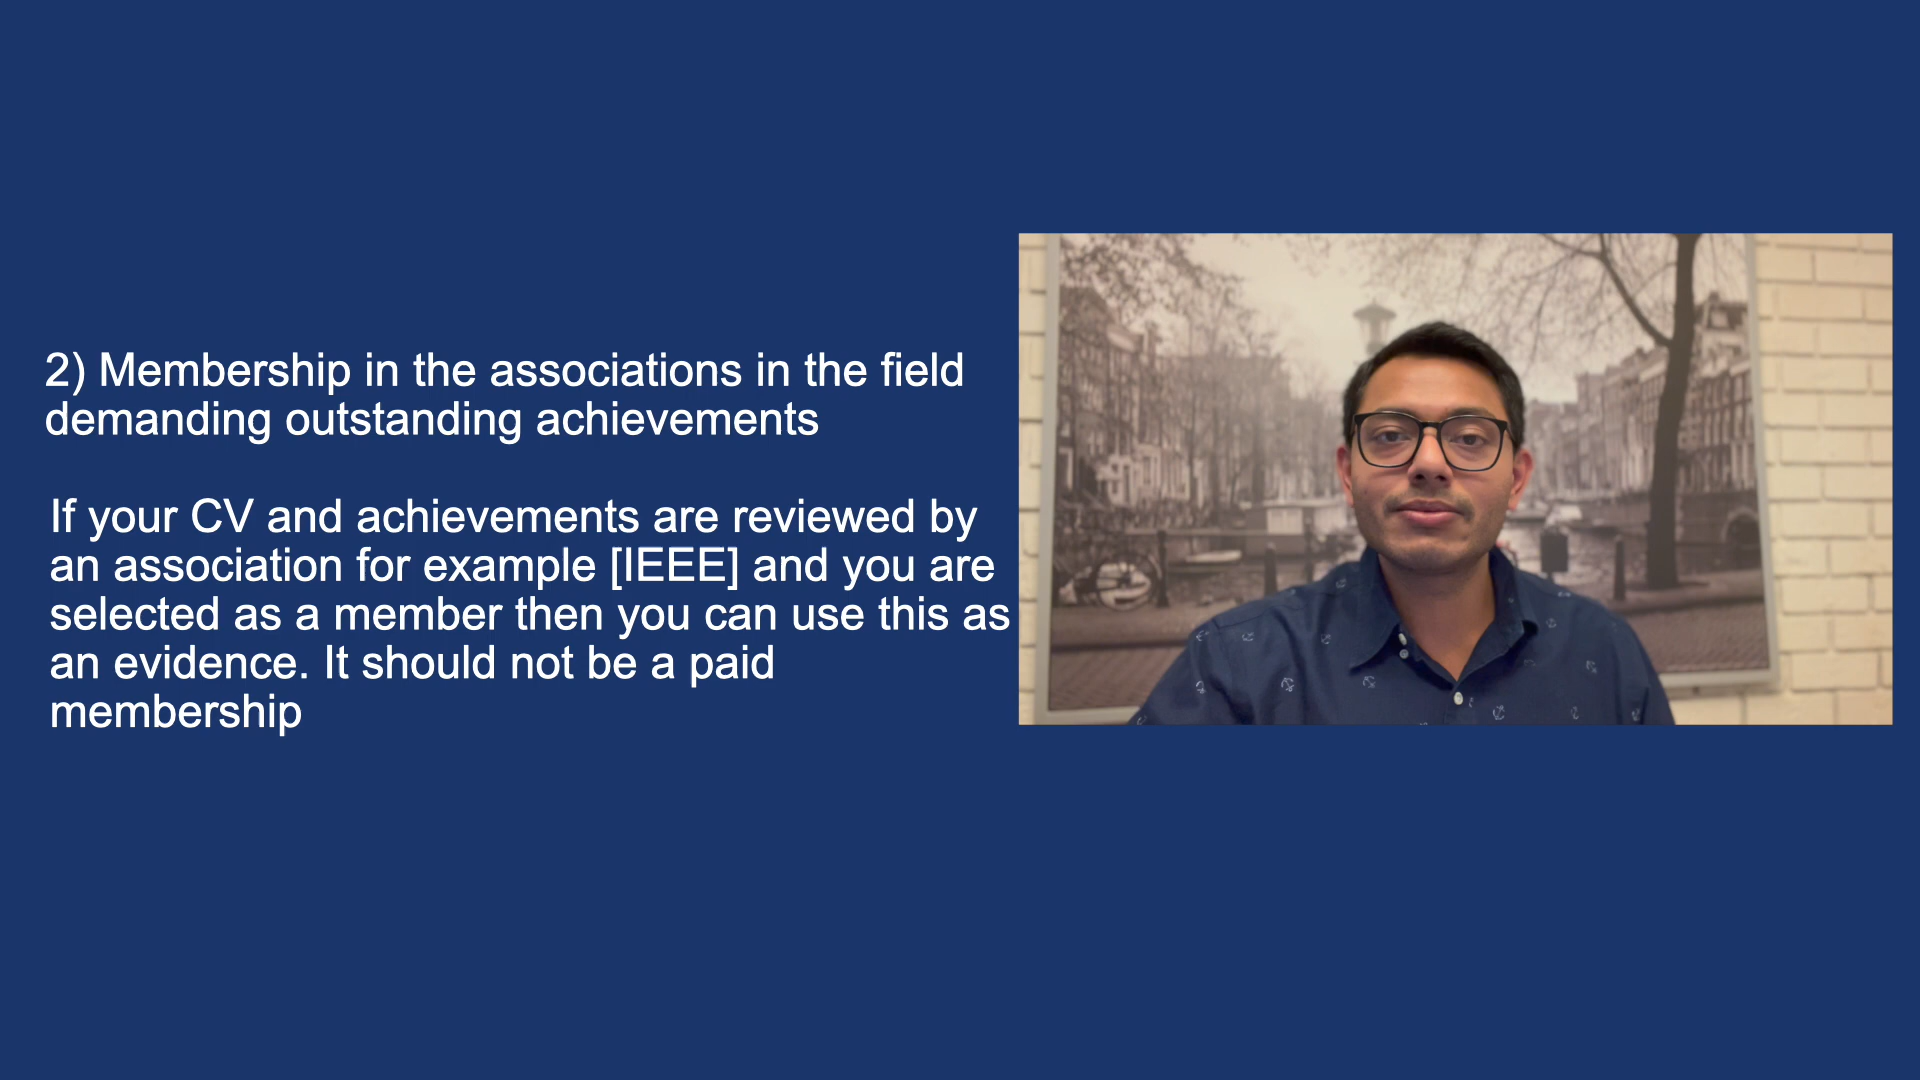 2) Membership in the associations in the field
demanding outstanding achievements
If your CV and achievements are reviewed by
an association for example [IEEE] and you are
selected as a member then you can use this as
an evidence. It should not be a paid
membership